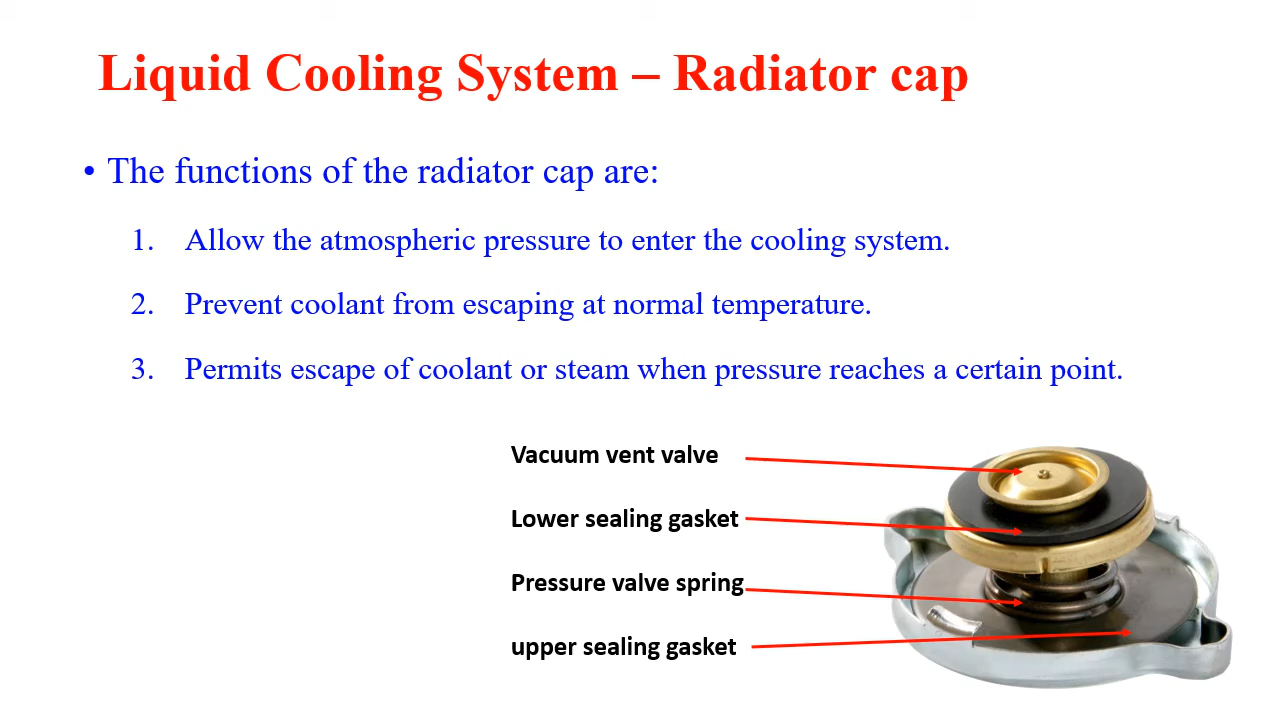 Liquid Cooling System – Radiator cap
• The functions of the radiator cap are:
1. Allow the atmospheric pressure to enter the cooling system.
2. Prevent coolant from escaping at normal temperature.
3. Permits escape of coolant or steam when pressure reaches a certain point.
Vacuum vent valve
Lower sealing gasket
Pressure valve spring
upper sealing gasket